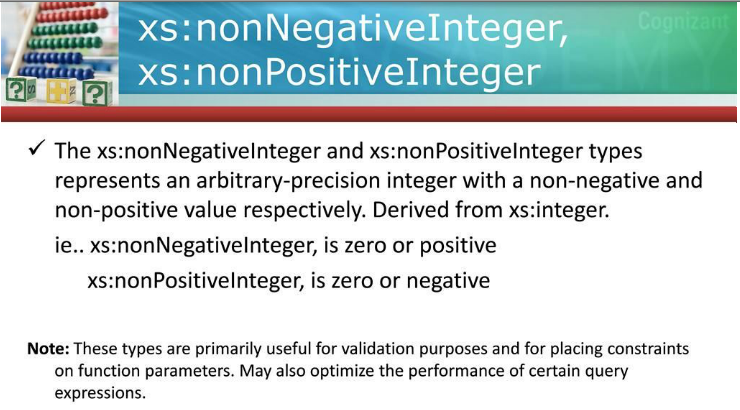 xs:nonNegativeInteger,
xs:nonPositiveInteger
Cognizant
✓ The xs:nonNegativeInteger and xs:nonPositiveInteger types
represents an arbitrary-precision integer with a non-negative and
non-positive value respectively. Derived from xs:integer.
ie.. xs:nonNegativeInteger, is zero or positive
xs:nonPositiveInteger, is zero or negative
Note: These types are primarily useful for validation purposes and for placing constraints
on function parameters. May also optimize the performance of certain query
expressions.